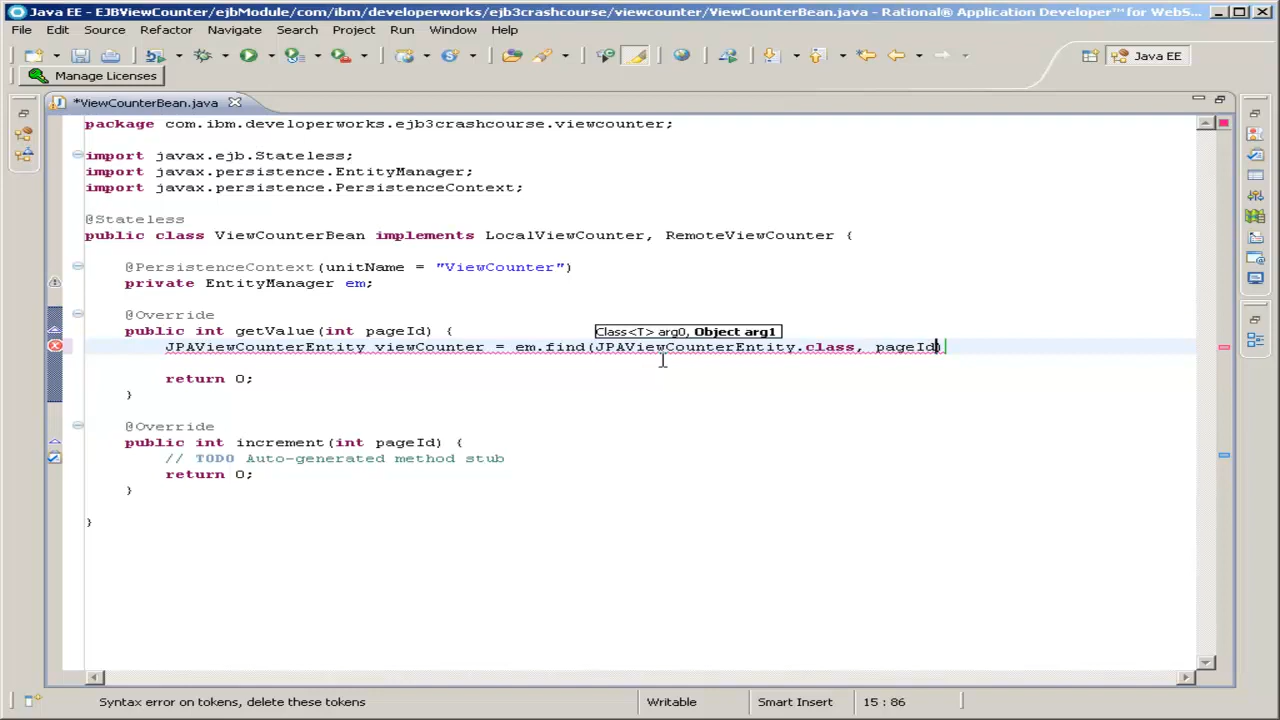 Java EE - EJBViewCounter/ejbModule/com/ibm/developerworks/ejb3crashcourse/viewcounter/ViewCounterBean.java - Rational® Application Developer™ for WebS...
File Edit Source Refactor Navigate Search Project Run Window Help
Java EE
Manage Licenses
*ViewCounterBean.java
package com.ibm.developerworks.ejb3crashcourse.viewcounter;
import javax.ejb.Stateless;
import javax.persistence.EntityManager;
import javax.persistence.PersistenceContext;
@Stateless
public class ViewCounterBean implements LocalViewCounter, RemoteViewCounter {
@PersistenceContext(unitName = "ViewCounter")
private EntityManager em;
@Override
public int getValue(int pageId) {
Class<T> arg0, Object arg1
JPAViewCounterEntity viewCounter = em.find(JPAViewCounterEntity.class, pageId)
return 0;
}
@Override
public int increment(int pageId) {
// TODO Auto-generated method stub
return 0;
}
}
Syntax error on tokens, delete these tokens
Writable
Smart Insert
15 : 86